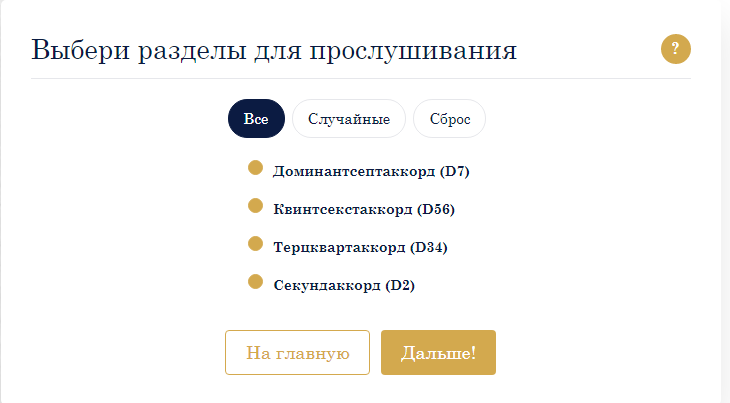 Выбери разделы для прослушивания
?
Все Случайные Сброс
Доминантсептаккорд (D7)
Квинтсекстаккорд (D56)
Терцквартаккорд (D34)
Секундаккорд (D2)
На главную Дальше!